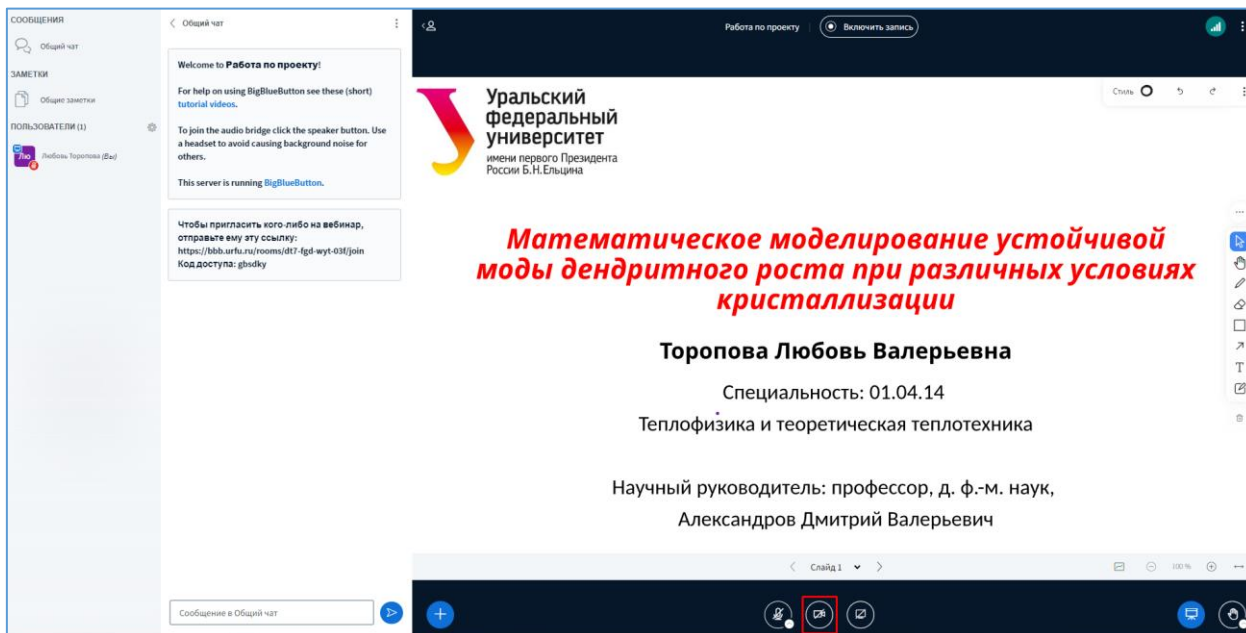 СООБЩЕНИЯ
Общий чат
ЗАМЕТКИ
Общие заметки
ПОЛЬЗОВАТЕЛИ (1)
Лю
Любовь Торопова (Вы)
Общий чат
Welcome to Работа по проекту!
For help on using BigBlueButton see these (short)
tutorial videos.
To join the audio bridge click the speaker button. Use
a headset to avoid causing background noise for
others.
This server is running BigBlueButton.
Чтобы пригласить кого-либо на вебинар,
отправьте ему эту ссылку:
https://bbb.urfu.ru/rooms/dt7-fgd-wyt-03f/join
Код доступа: gbsdky
Сообщение в Общий чат
Работа по проекту
Включить запись
Уральский
федеральный
университет
имени первого Президента
России Б.Н.Ельцина
Стиль
Математическое моделирование устойчивой
моды дендритного роста при различных условиях
кристаллизации
Торопова Любовь Валерьевна
Специальность: 01.04.14
Теплофизика и теоретическая теплотехника
Научный руководитель: профессор, д. ф.-м. наук,
Александров Дмитрий Валерьевич
T
Слайд 1
100 %